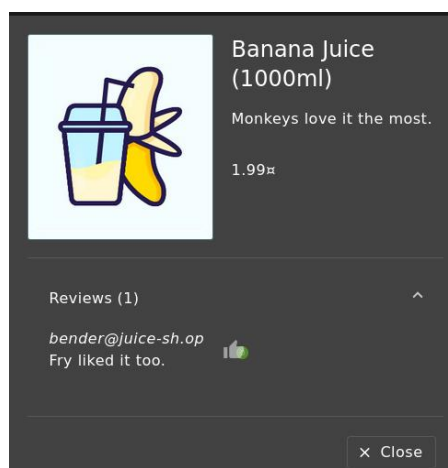 Banana Juice
(1000ml)
Monkeys love it the most.
1.99¤
Reviews (1)
bender@juice-sh.op
Fry liked it too.
× Close